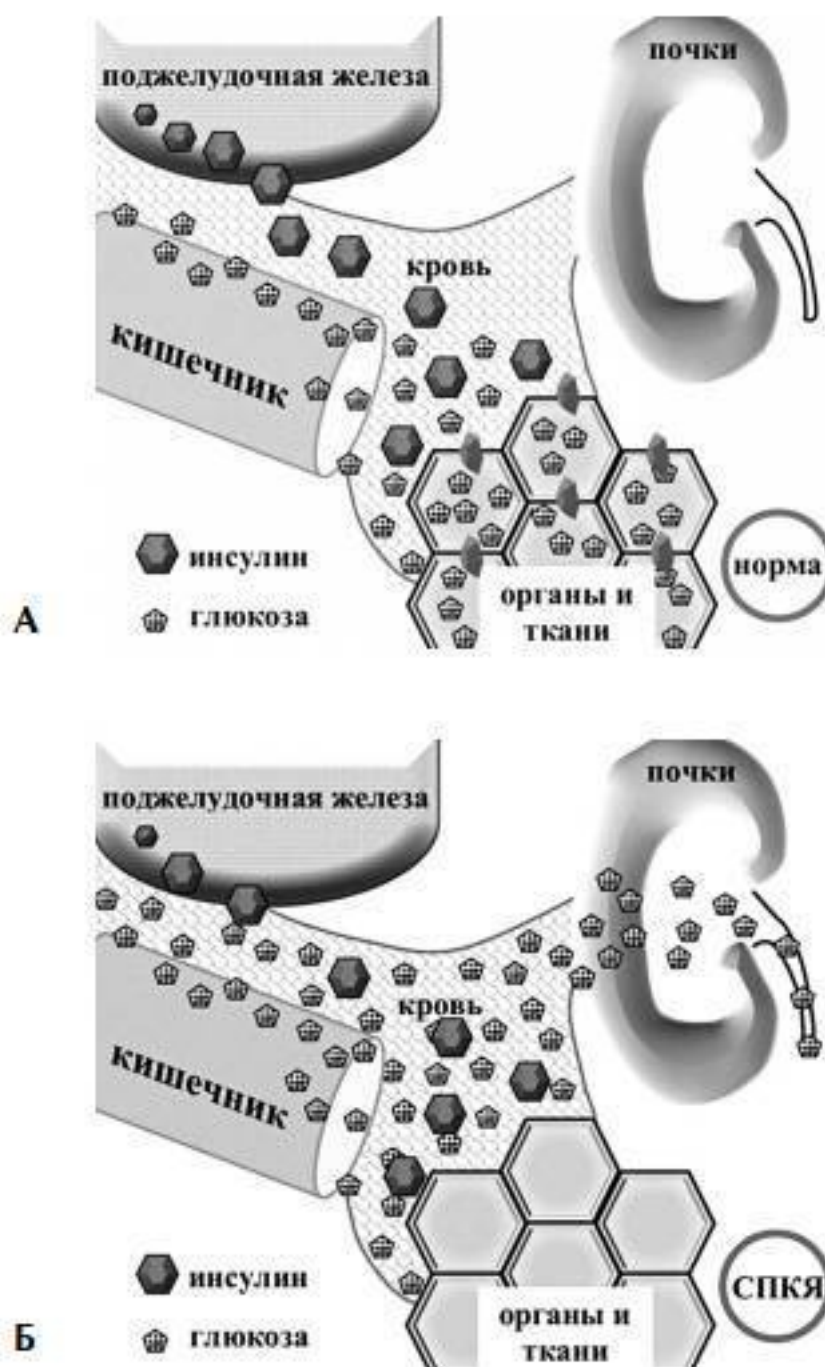 поджелудочная железа
почки
кровь
кишечник
инсулин
глюкоза
органы и
ткани
норма
А
поджелудочная железа
почки
кровь
кишечник
инсулин
глюкоза
органы и
ткани
СПКЯ
Б